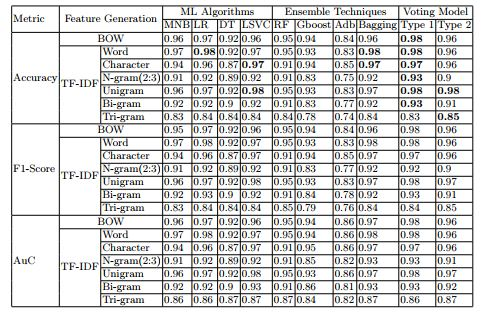 Metric Feature Generation ML Algorithms Ensemble Techniques Voting Model
MNB LR DT LSVC RF Gboost Adb Bagging Type 1 Type 2
Accuracy
BOW 0.96 0.97 0.92 0.96 0.95 0.94 0.84 0.96 0.98 0.96
TF-IDF
Word 0.97 0.98 0.92 0.97 0.95 0.93 0.83 0.98 0.98 0.96
Character 0.94 0.96 0.87 0.97 0.91 0.94 0.85 0.97 0.97 0.96
N-gram(2:3) 0.91 0.92 0.89 0.92 0.91 0.83 0.75 0.92 0.93 0.9
Unigram 0.96 0.97 0.92 0.98 0.95 0.93 0.83 0.97 0.98 0.98
Bi-gram 0.92 0.92 0.9 0.92 0.91 0.83 0.77 0.92 0.93 0.91
Tri-gram 0.83 0.84 0.84 0.84 0.84 0.78 0.74 0.84 0.83 0.85
F1-Score
BOW 0.95 0.97 0.92 0.96 0.95 0.94 0.84 0.96 0.98 0.96
TF-IDF
Word 0.97 0.98 0.92 0.97 0.95 0.93 0.83 0.98 0.98 0.96
Character 0.94 0.96 0.87 0.97 0.91 0.94 0.85 0.97 0.97 0.96
N-gram(2:3) 0.91 0.92 0.87 0.92 0.91 0.83 0.77 0.92 0.92 0.9
Unigram 0.96 0.97 0.92 0.98 0.95 0.93 0.83 0.97 0.98 0.97
Bi-gram 0.92 0.93 0.9 0.92 0.92 0.84 0.78 0.92 0.93 0.91
Tri-gram 0.83 0.84 0.84 0.84 0.85 0.79 0.76 0.84 0.84 0.85
AuC
BOW 0.96 0.97 0.92 0.96 0.95 0.94 0.86 0.97 0.98 0.96
TF-IDF
Word 0.97 0.98 0.92 0.97 0.95 0.94 0.86 0.98 0.98 0.96
Character 0.94 0.96 0.87 0.97 0.91 0.95 0.86 0.97 0.97 0.96
N-gram(2:3) 0.91 0.92 0.89 0.92 0.91 0.85 0.82 0.93 0.93 0.91
Unigram 0.96 0.97 0.92 0.98 0.95 0.93 0.86 0.97 0.98 0.97
Bi-gram 0.92 0.92 0.9 0.93 0.91 0.86 0.81 0.93 0.93 0.92
Tri-gram 0.86 0.86 0.87 0.87 0.87 0.84 0.82 0.87 0.86 0.87